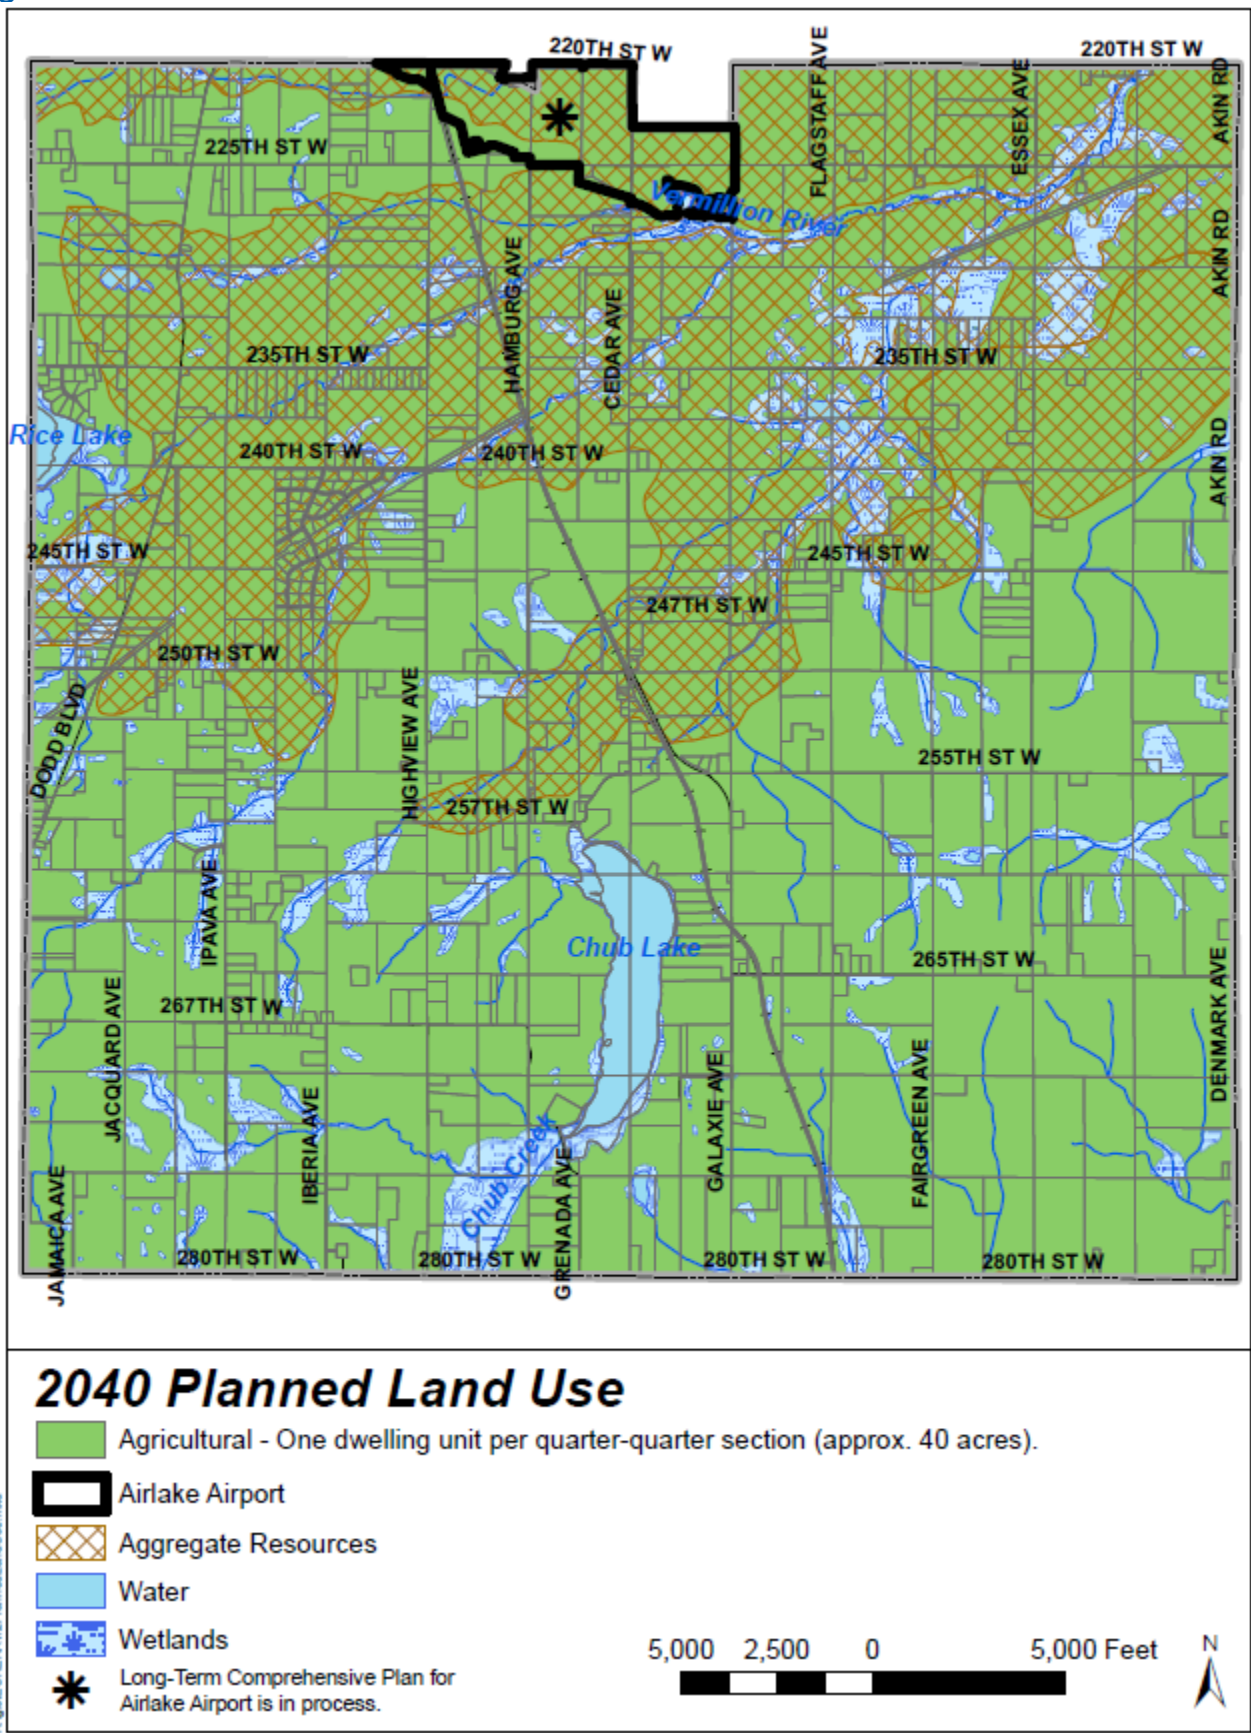 220TH ST W
220TH ST W
FLAGSTAFF AVE
ESSEX AVE
AKIN RD
225TH ST W
Vermillion River
AKIN RD
HAMBURG AVE
CEDAR AVE
235TH ST W
235TH ST W
Rice Lake
240TH ST W
240TH ST W
AKIN RD
245TH ST W
245TH ST W
247TH ST W
250TH ST W
DODD BLVD
HIGHVIEW AVE
255TH ST W
257TH ST W
IPAVA AVE
Chub Lake
265TH ST W
267TH ST W
JACQUARD AVE
DENMARK AVE
IBERIA AVE
GALAXIE AVE
FAIRGREEN AVE
Chub Creek
JAMAICA AVE
GRENADA AVE
280TH ST W
280TH ST W
280TH ST W
280TH ST W
2040 Planned Land Use
Agricultural - One dwelling unit per quarter-quarter section (approx. 40 acres).
Airlake Airport
Aggregate Resources
Water
Wetlands
Long-Term Comprehensive Plan for
Airlake Airport is in process.
5,000 2,500 0 5,000 Feet
N